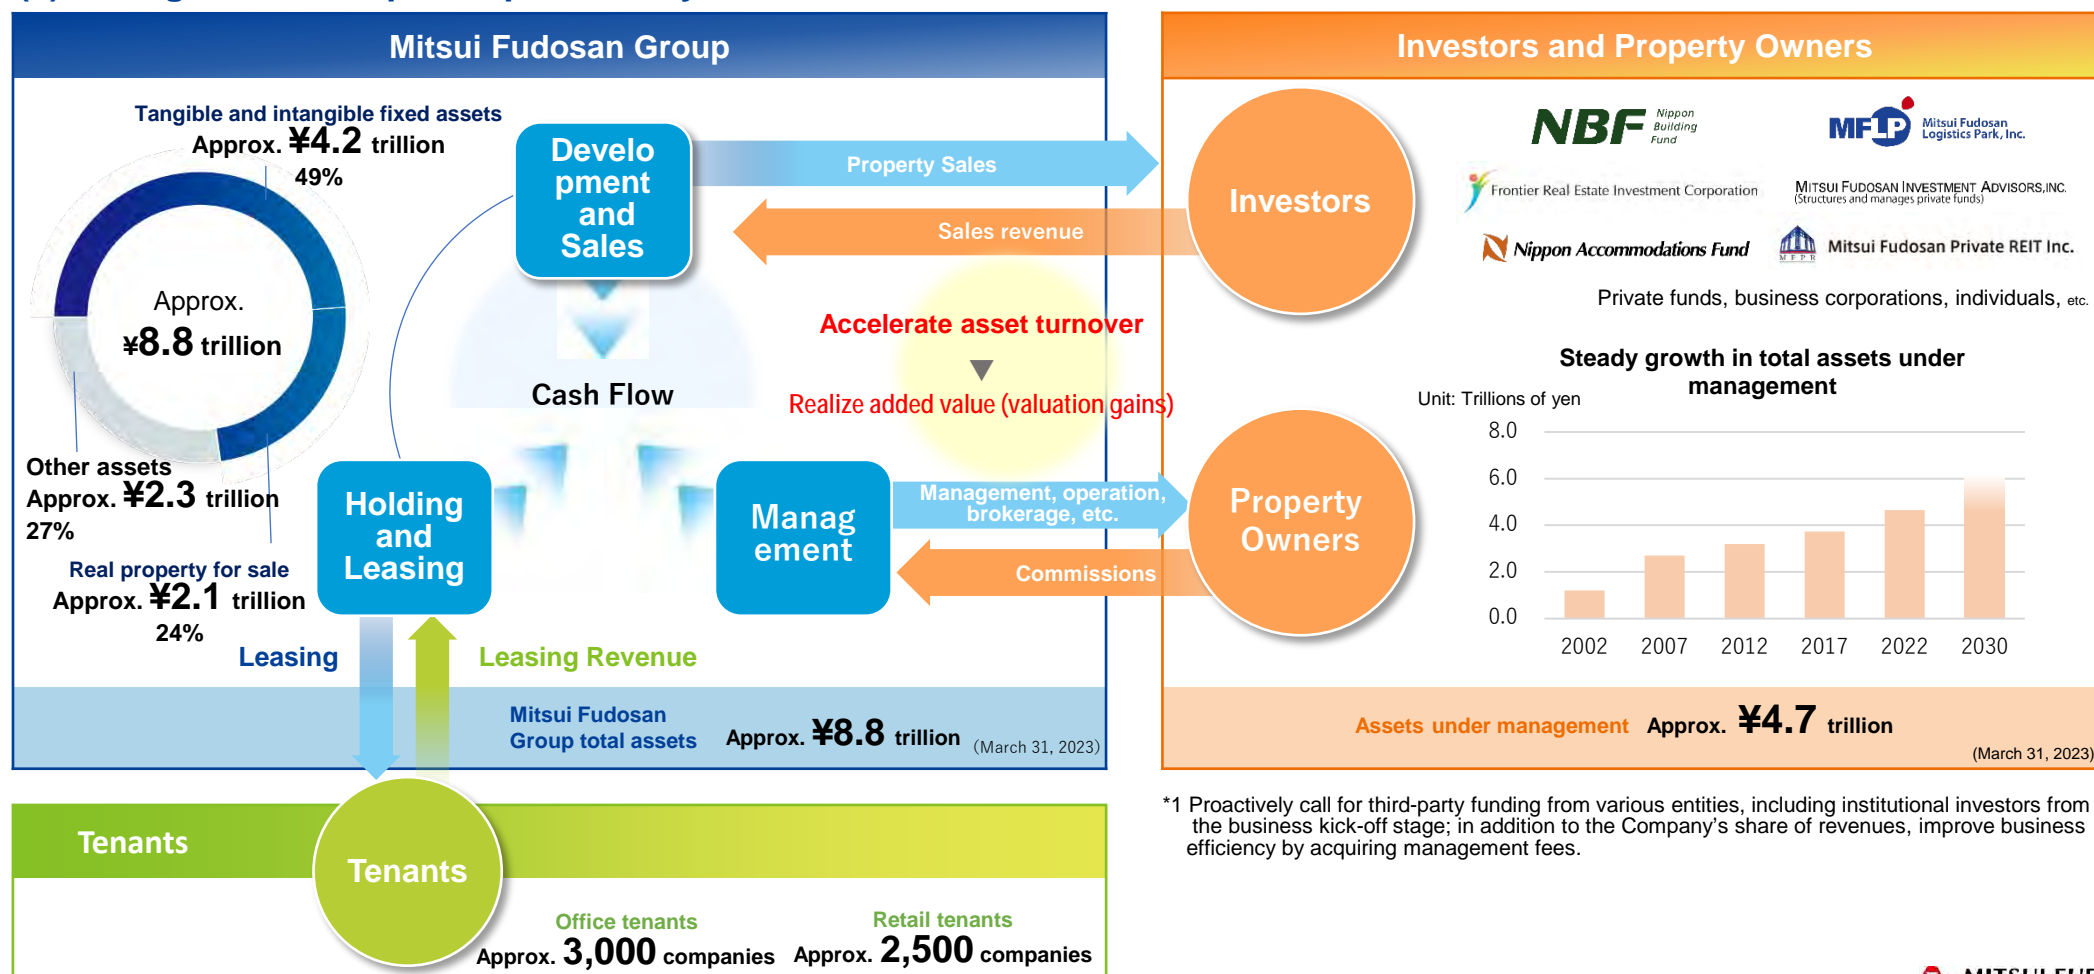 Mitsui Fudosan Group
Tangible and intangible fixed assets
Approx. ¥4.2 trillion
49%
Approx.
¥8.8 trillion
Other assets
Approx. ¥2.3 trillion
27%
Real property for sale
Approx. ¥2.1 trillion
24%
Develo
pment
and
Sales
Property Sales
Sales revenue
Cash Flow
Accelerate asset turnover
▼
Realize added value (valuation gains)
Holding
and
Leasing
Manag
ement
Management, operation,
brokerage, etc.
Commissions
Leasing
Leasing Revenue
Mitsui Fudosan
Group total assets
Approx. ¥8.8 trillion (March 31, 2023)
Investors and Property Owners
Investors
Property
Owners
NBF Nippon
Building
Fund
MFLP Mitsui Fudosan
Logistics Park, Inc.
Frontier Real Estate Investment Corporation
MITSUI FUDOSAN INVESTMENT ADVISORS,INC.
(Structures and manages private funds)
Nippon Accommodations Fund
MFPR Mitsui Fudosan Private REIT Inc.
Private funds, business corporations, individuals, etc.
Steady growth in total assets under
management
Unit: Trillions of yen
8.0
6.0
4.0
2.0
0.0
2002 2007 2012 2017 2022 2030
Assets under management Approx. ¥4.7 trillion
(March 31, 2023)
*1 Proactively call for third-party funding from various entities, including institutional investors from
the business kick-off stage; in addition to the Company's share of revenues, improve business
efficiency by acquiring management fees.
Tenants
Tenants
Office tenants
Approx. 3,000 companies
Retail tenants
Approx. 2,500 companies